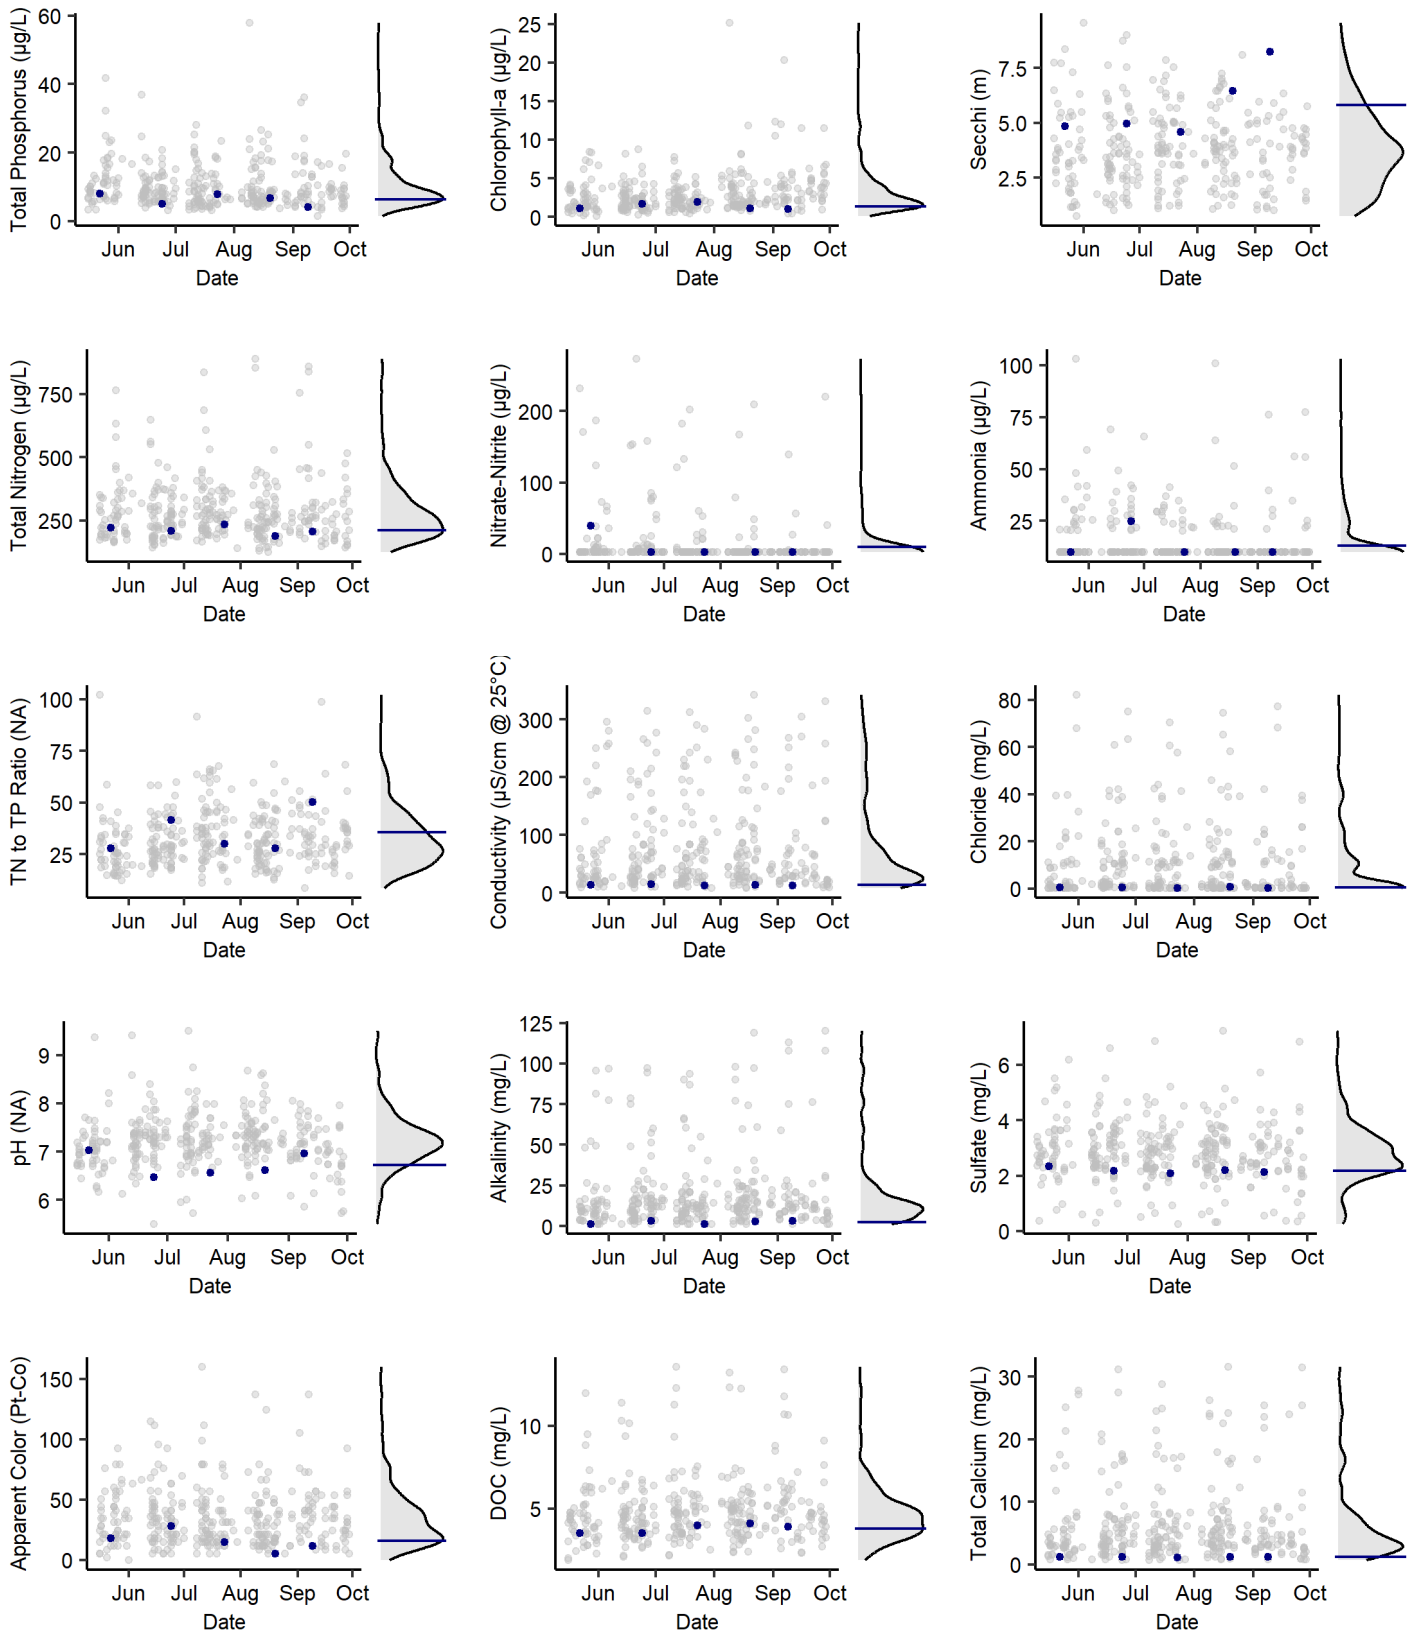 Total Phosphorus (µg/L)
60
40
20
0
Jun Jul Aug Sep Oct
Date
Chlorophyll-a (µg/L)
25
20
15
10
5
0
Jun Jul Aug Sep Oct
Date
Secchi (m)
7.5
5.0
2.5
Jun Jul Aug Sep Oct
Date
Total Nitrogen (µg/L)
750
500
250
Jun Jul Aug Sep Oct
Date
Nitrate-Nitrite (µg/L)
200
100
0
Jun Jul Aug Sep Oct
Date
Ammonia (µg/L)
100
75
50
25
Jun Jul Aug Sep Oct
Date
TN to TP Ratio (NA)
100
75
50
25
Jun Jul Aug Sep Oct
Date
Conductivity (µS/cm @ 25°C)
300
200
100
0
Jun Jul Aug Sep Oct
Date
Chloride (mg/L)
80
60
40
20
0
Jun Jul Aug Sep Oct
Date
pH (NA)
9
8
7
6
Jun Jul Aug Sep Oct
Date
Alkalinity (mg/L)
125
100
75
50
25
0
Jun Jul Aug Sep Oct
Date
Sulfate (mg/L)
6
4
2
0
Jun Jul Aug Sep Oct
Date
Apparent Color (Pt-Co)
150
100
50
0
Jun Jul Aug Sep Oct
Date
DOC (mg/L)
10
5
Jun Jul Aug Sep Oct
Date
Total Calcium (mg/L)
30
20
10
0
Jun Jul Aug Sep Oct
Date